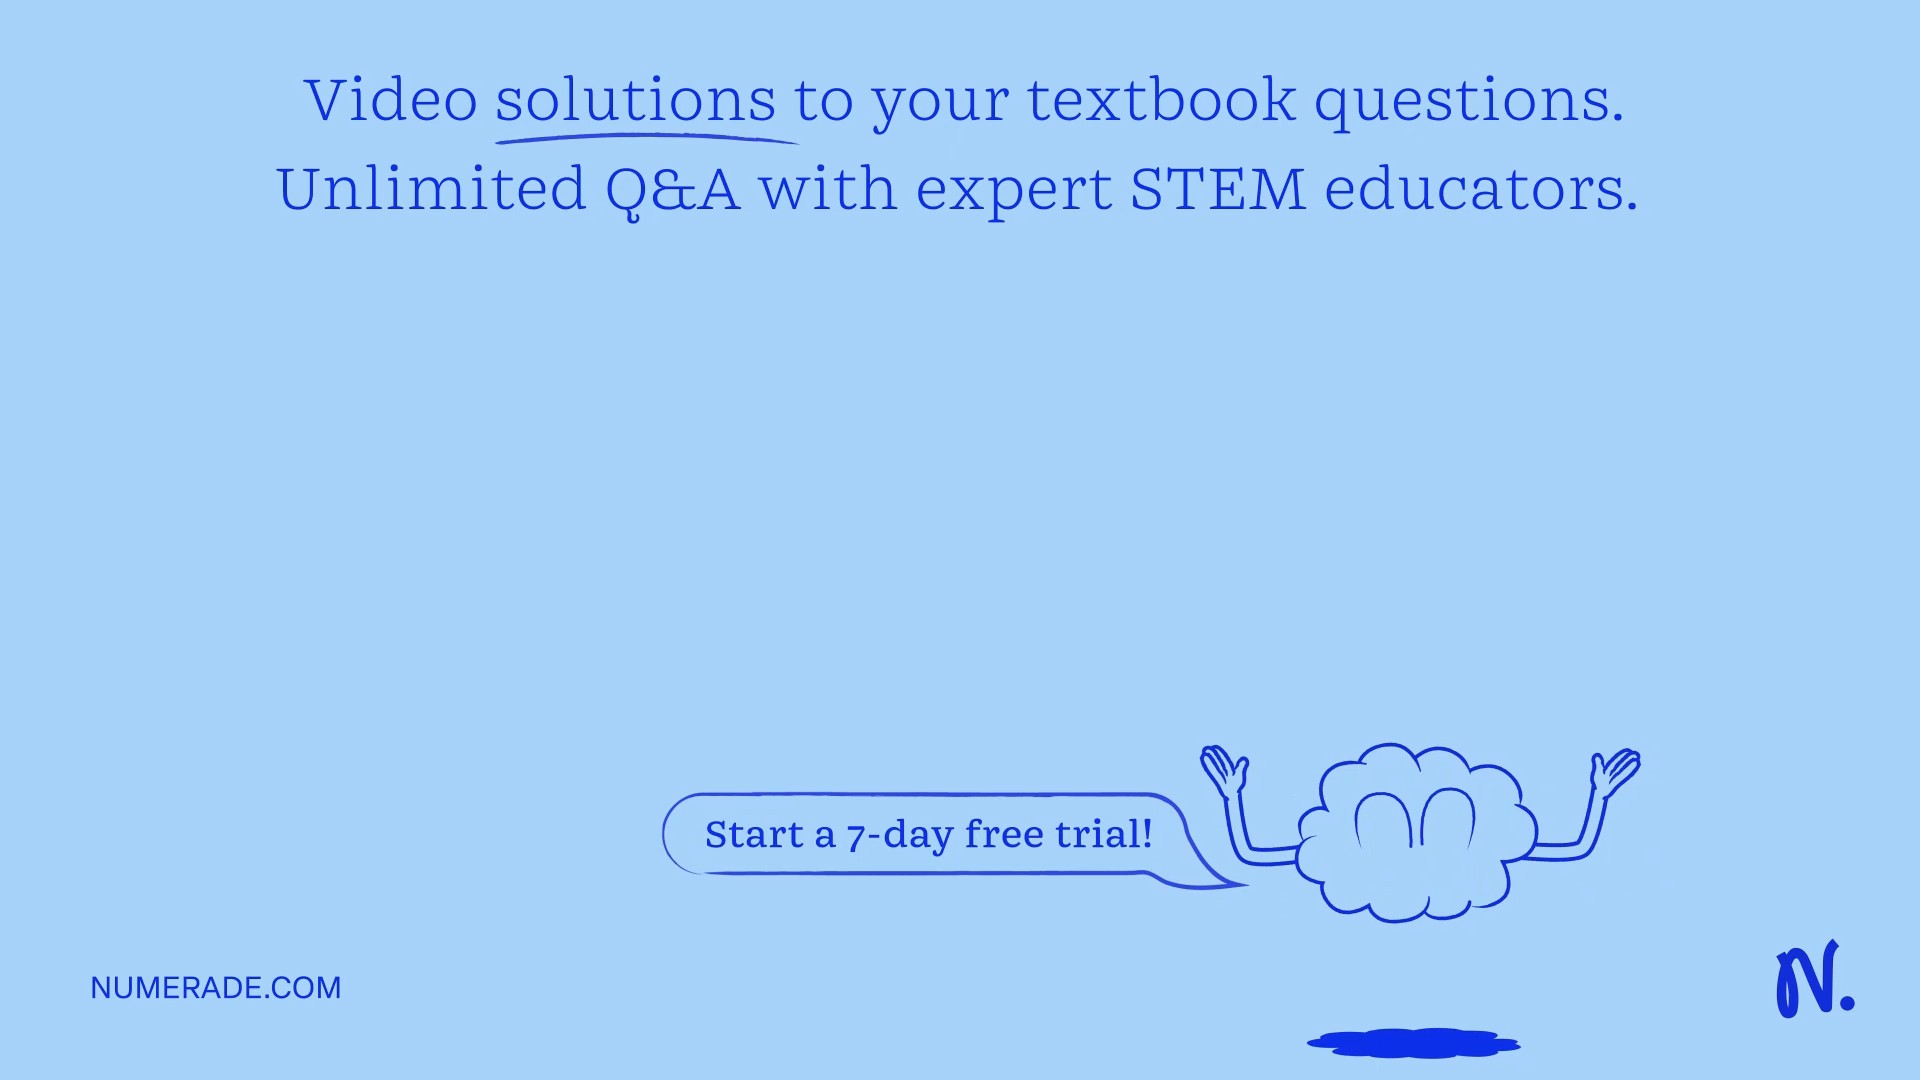 Video solutions to your textbook questions.
Unlimited Q&A with expert STEM educators.
Start a 7-day free trial!
NUMERADE.COM
N.